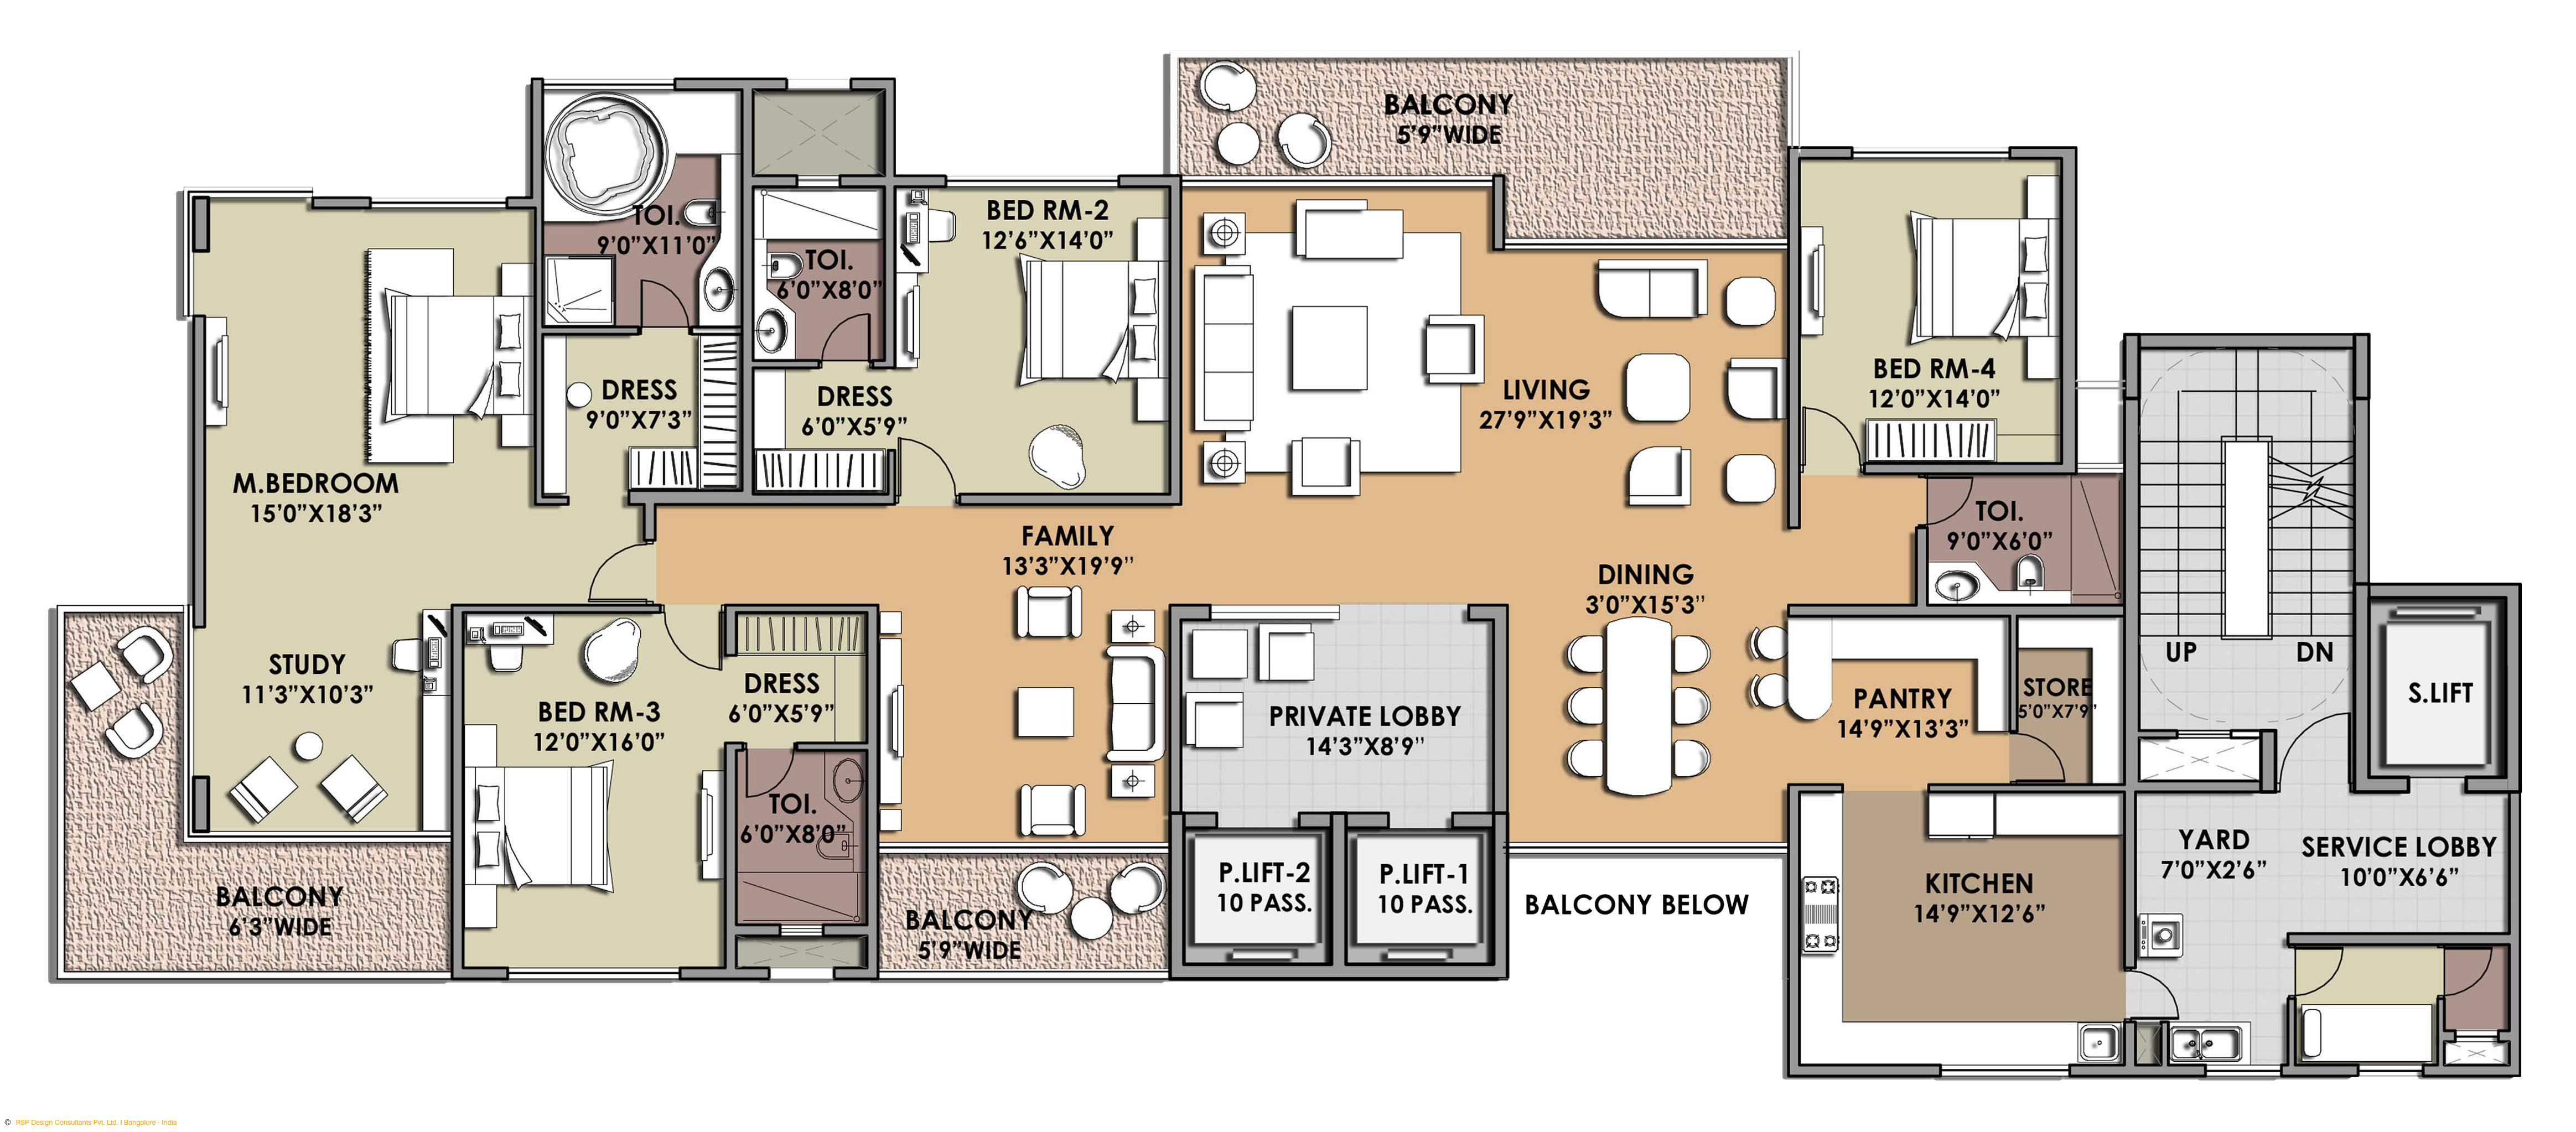 BALCONY
5'9"WIDE
TOI.
9'0"X11'0"
BED RM-2
12'6"X14'0"
TOI.
6'0"X8'0"
DRESS
9'0"X7'3"
DRESS
6'0"X5'9"
LIVING
27'9"X19'3"
BED RM-4
12'0"X14'0"
M.BEDROOM
15'0"X18'3"
FAMILY
13'3"X19'9"
TOI.
9'0"X6'0"
DINING
3'0"X15'3"
UP
DN
STUDY
11'3"X10'3"
BED RM-3
12'0"X16'0"
DRESS
6'0"X5'9"
PRIVATE LOBBY
14'3"X8'9"
PANTRY
14'9"X13'3"
STORE
5'0"X7'9"
S.LIFT
TOI.
6'0"X8'0"
YARD
7'0"X2'6"
SERVICE LOBBY
10'0"X6'6"
BALCONY
6'3"WIDE
BALCONY
5'9"WIDE
P.LIFT-2
10 PASS.
P.LIFT-1
10 PASS.
BALCONY BELOW
KITCHEN
14'9"X12'6"
© RSP Design Consultants Pvt. Ltd. I Bangalore - India